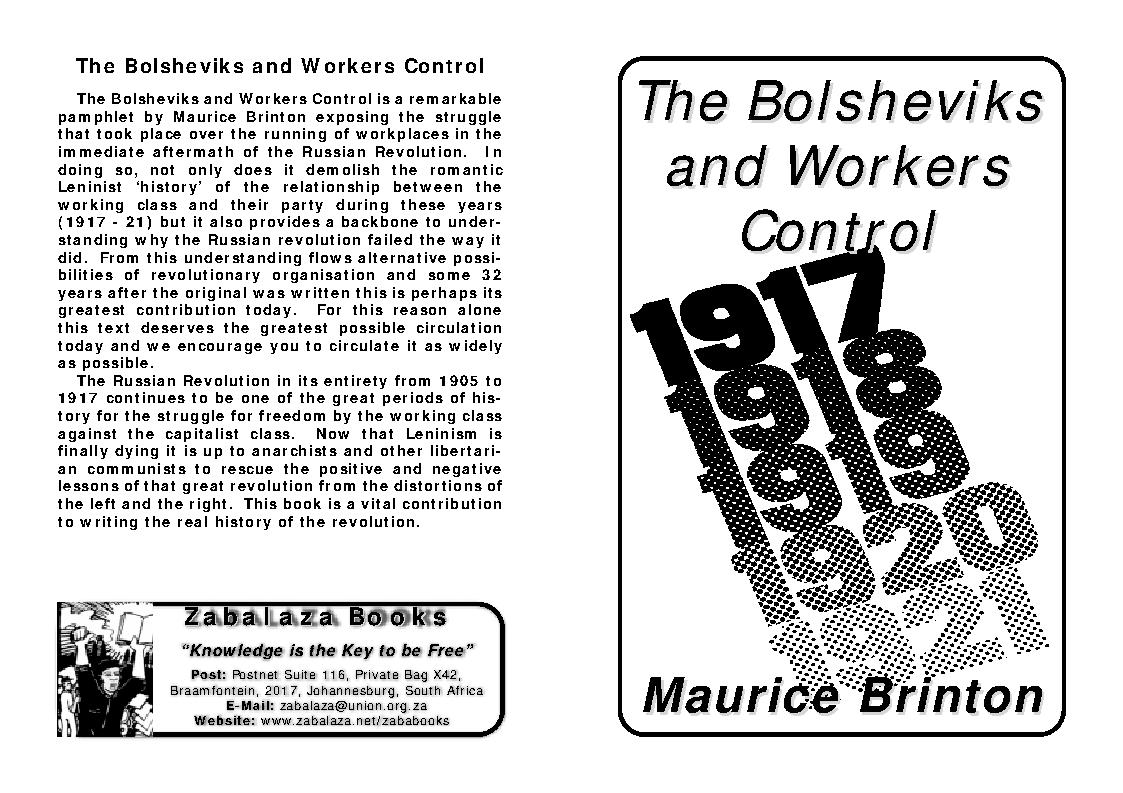 The Bolsheviks and Workers Control
The Bolsheviks and Workers Control is a remarkable
pamphlet by Maurice Brinton exposing the struggle
that took place over the running of workplaces in the
immediate aftermath of the Russian Revolution. In
doing so, not only does it demolish the romantic
Leninist ‘history’ of the relationship between the
working class and their party during these years
(1917 - 21) but it also provides a backbone to under-
standing why the Russian revolution failed the way it
did. From this understanding flows alternative possi-
bilities of revolutionary organisation and some 32
years after the original was written this is perhaps its
greatest contribution today. For this reason alone
this text deserves the greatest possible circulation
today and we encourage you to circulate it as widely
as possible.
The Russian Revolution in its entirety from 1905 to
1917 continues to be one of the great periods of his-
tory for the struggle for freedom by the working class
against the capitalist class. Now that Leninism is
finally dying it is up to anarchists and other libertari-
an communists to rescue the positive and negative
lessons of that great revolution from the distortions of
the left and the right. This book is a vital contribution
to writing the real history of the revolution.
Zabalaza Books
“Knowledge is the Key to be Free”
Post: Postnet Suite 116, Private Bag X42,
Braamfontein, 2017, Johannesburg, South Africa
E-Mail: zabalaza@union.org.za
Website: www.zabalaza.net/zababooks
The Bolsheviks
and Workers
Control
1917
1918
1919
1920
1921
Maurice Brinton